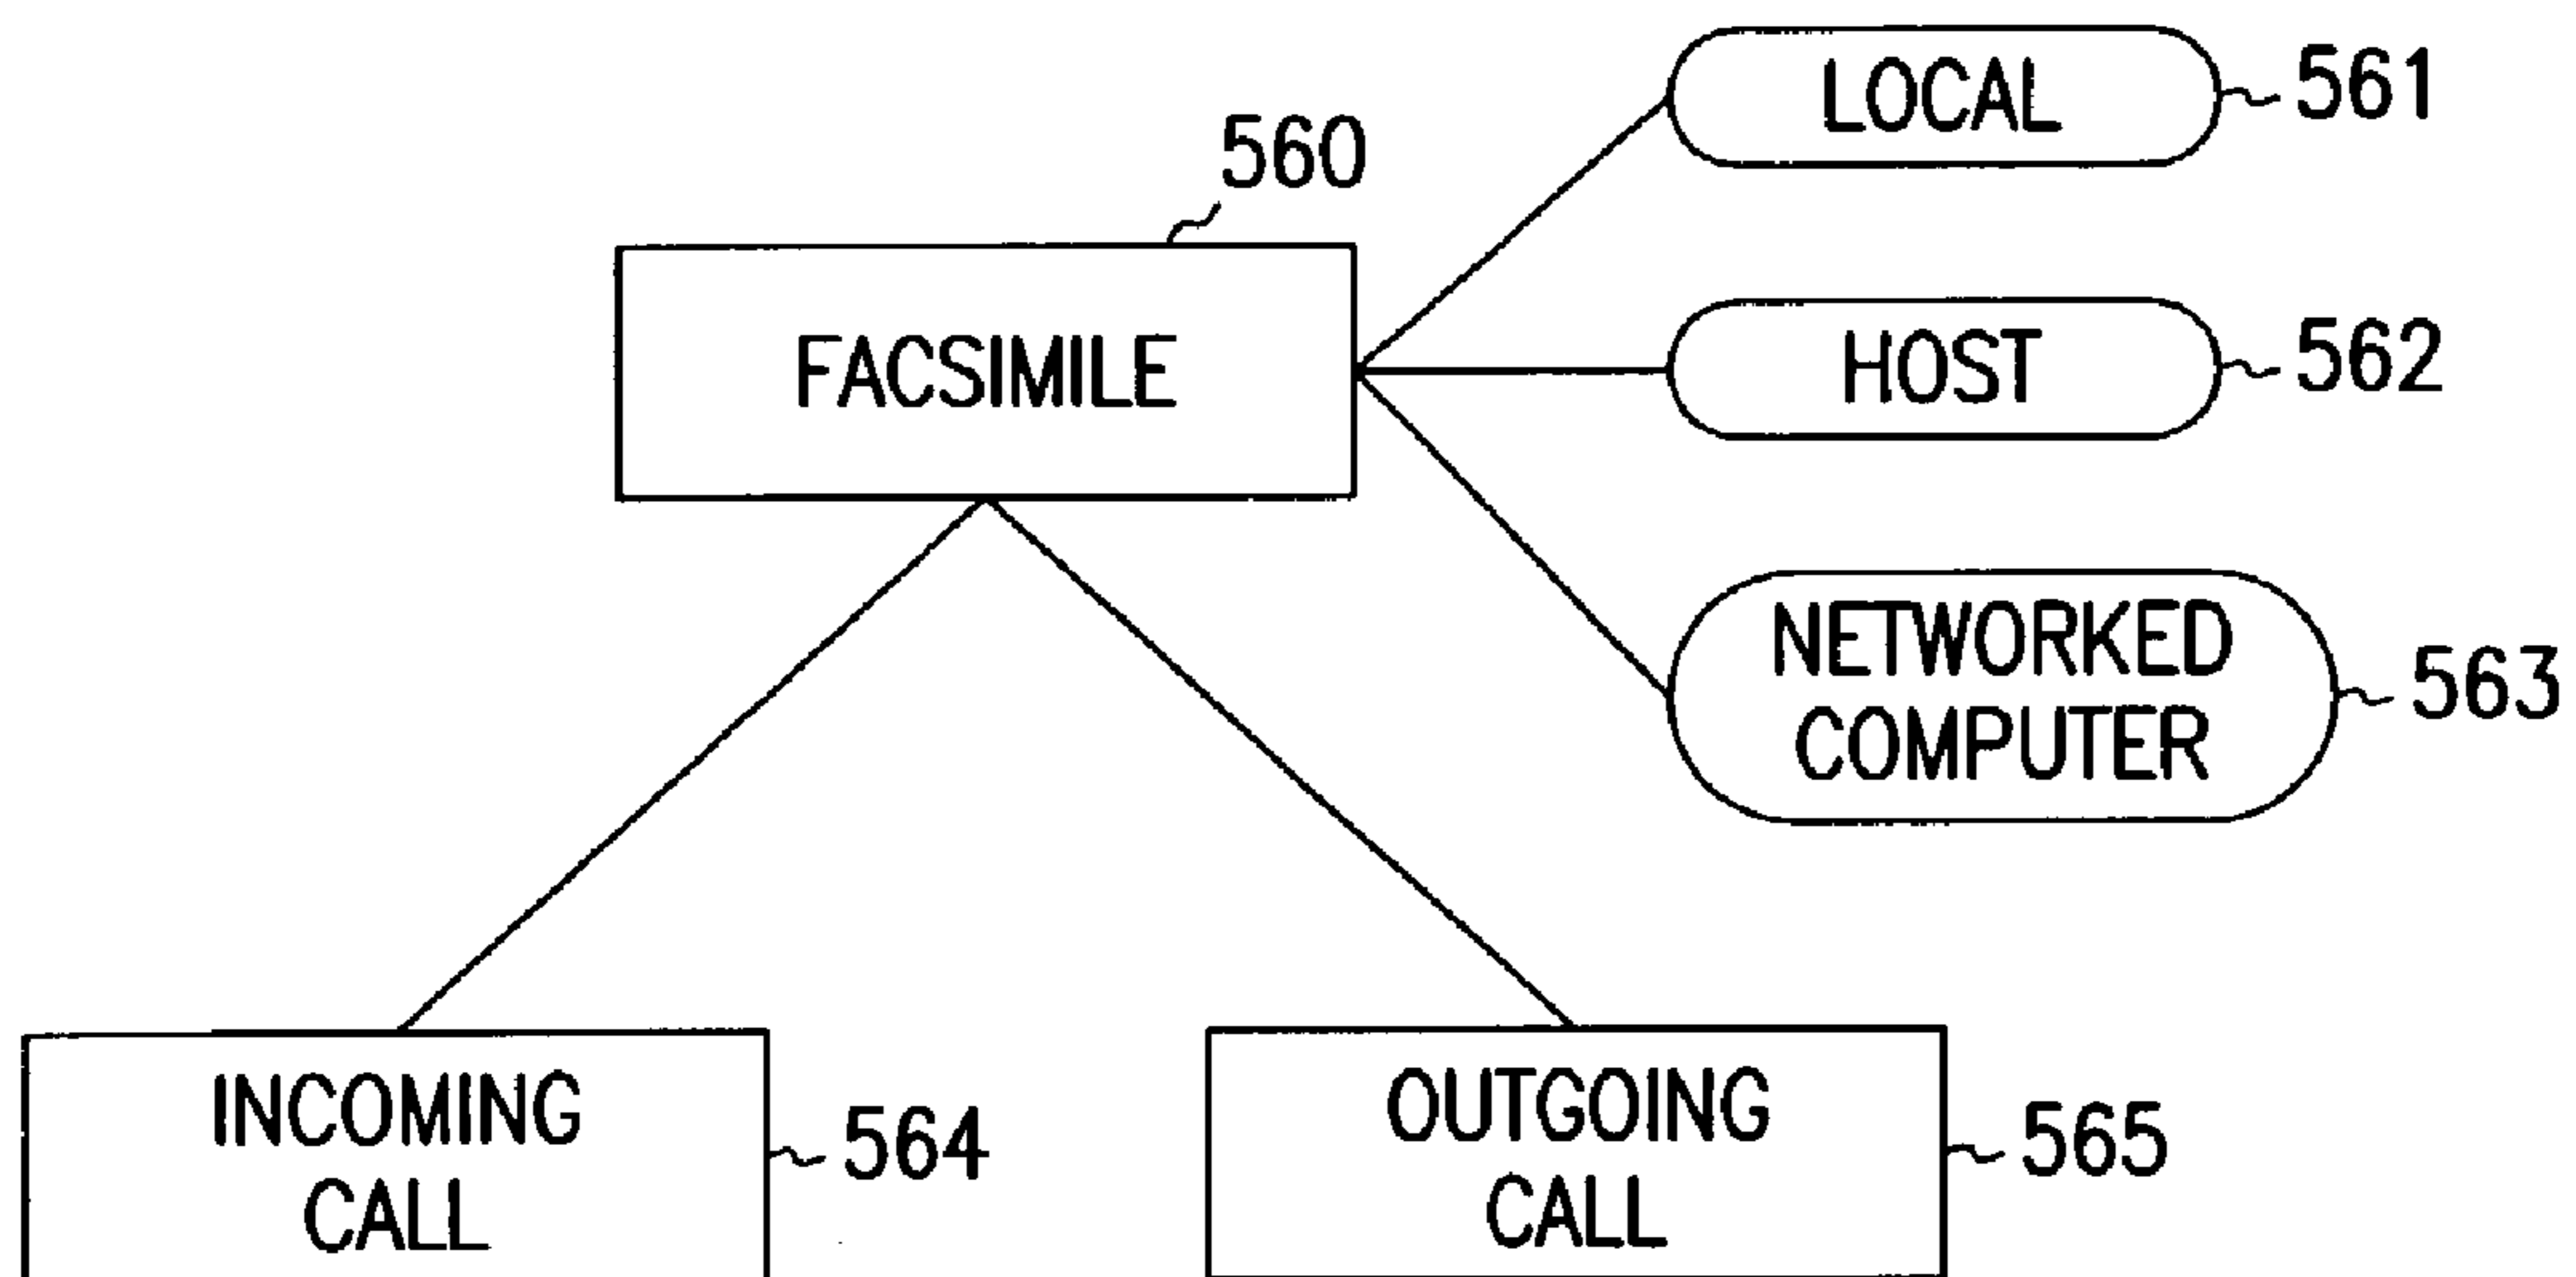 LOCAL
561
560
FACSIMILE
HOST
562
NETWORKED
COMPUTER
563
INCOMING
CALL
564
OUTGOING
CALL
565